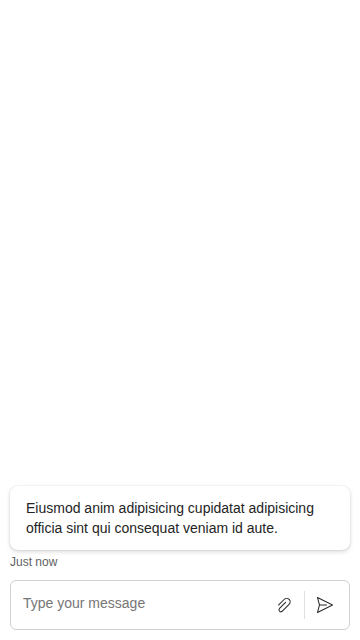 Eiusmod anim adipisicing cupidatat adipisicing
officia sint qui consequat veniam id aute.
Just now
Type your message